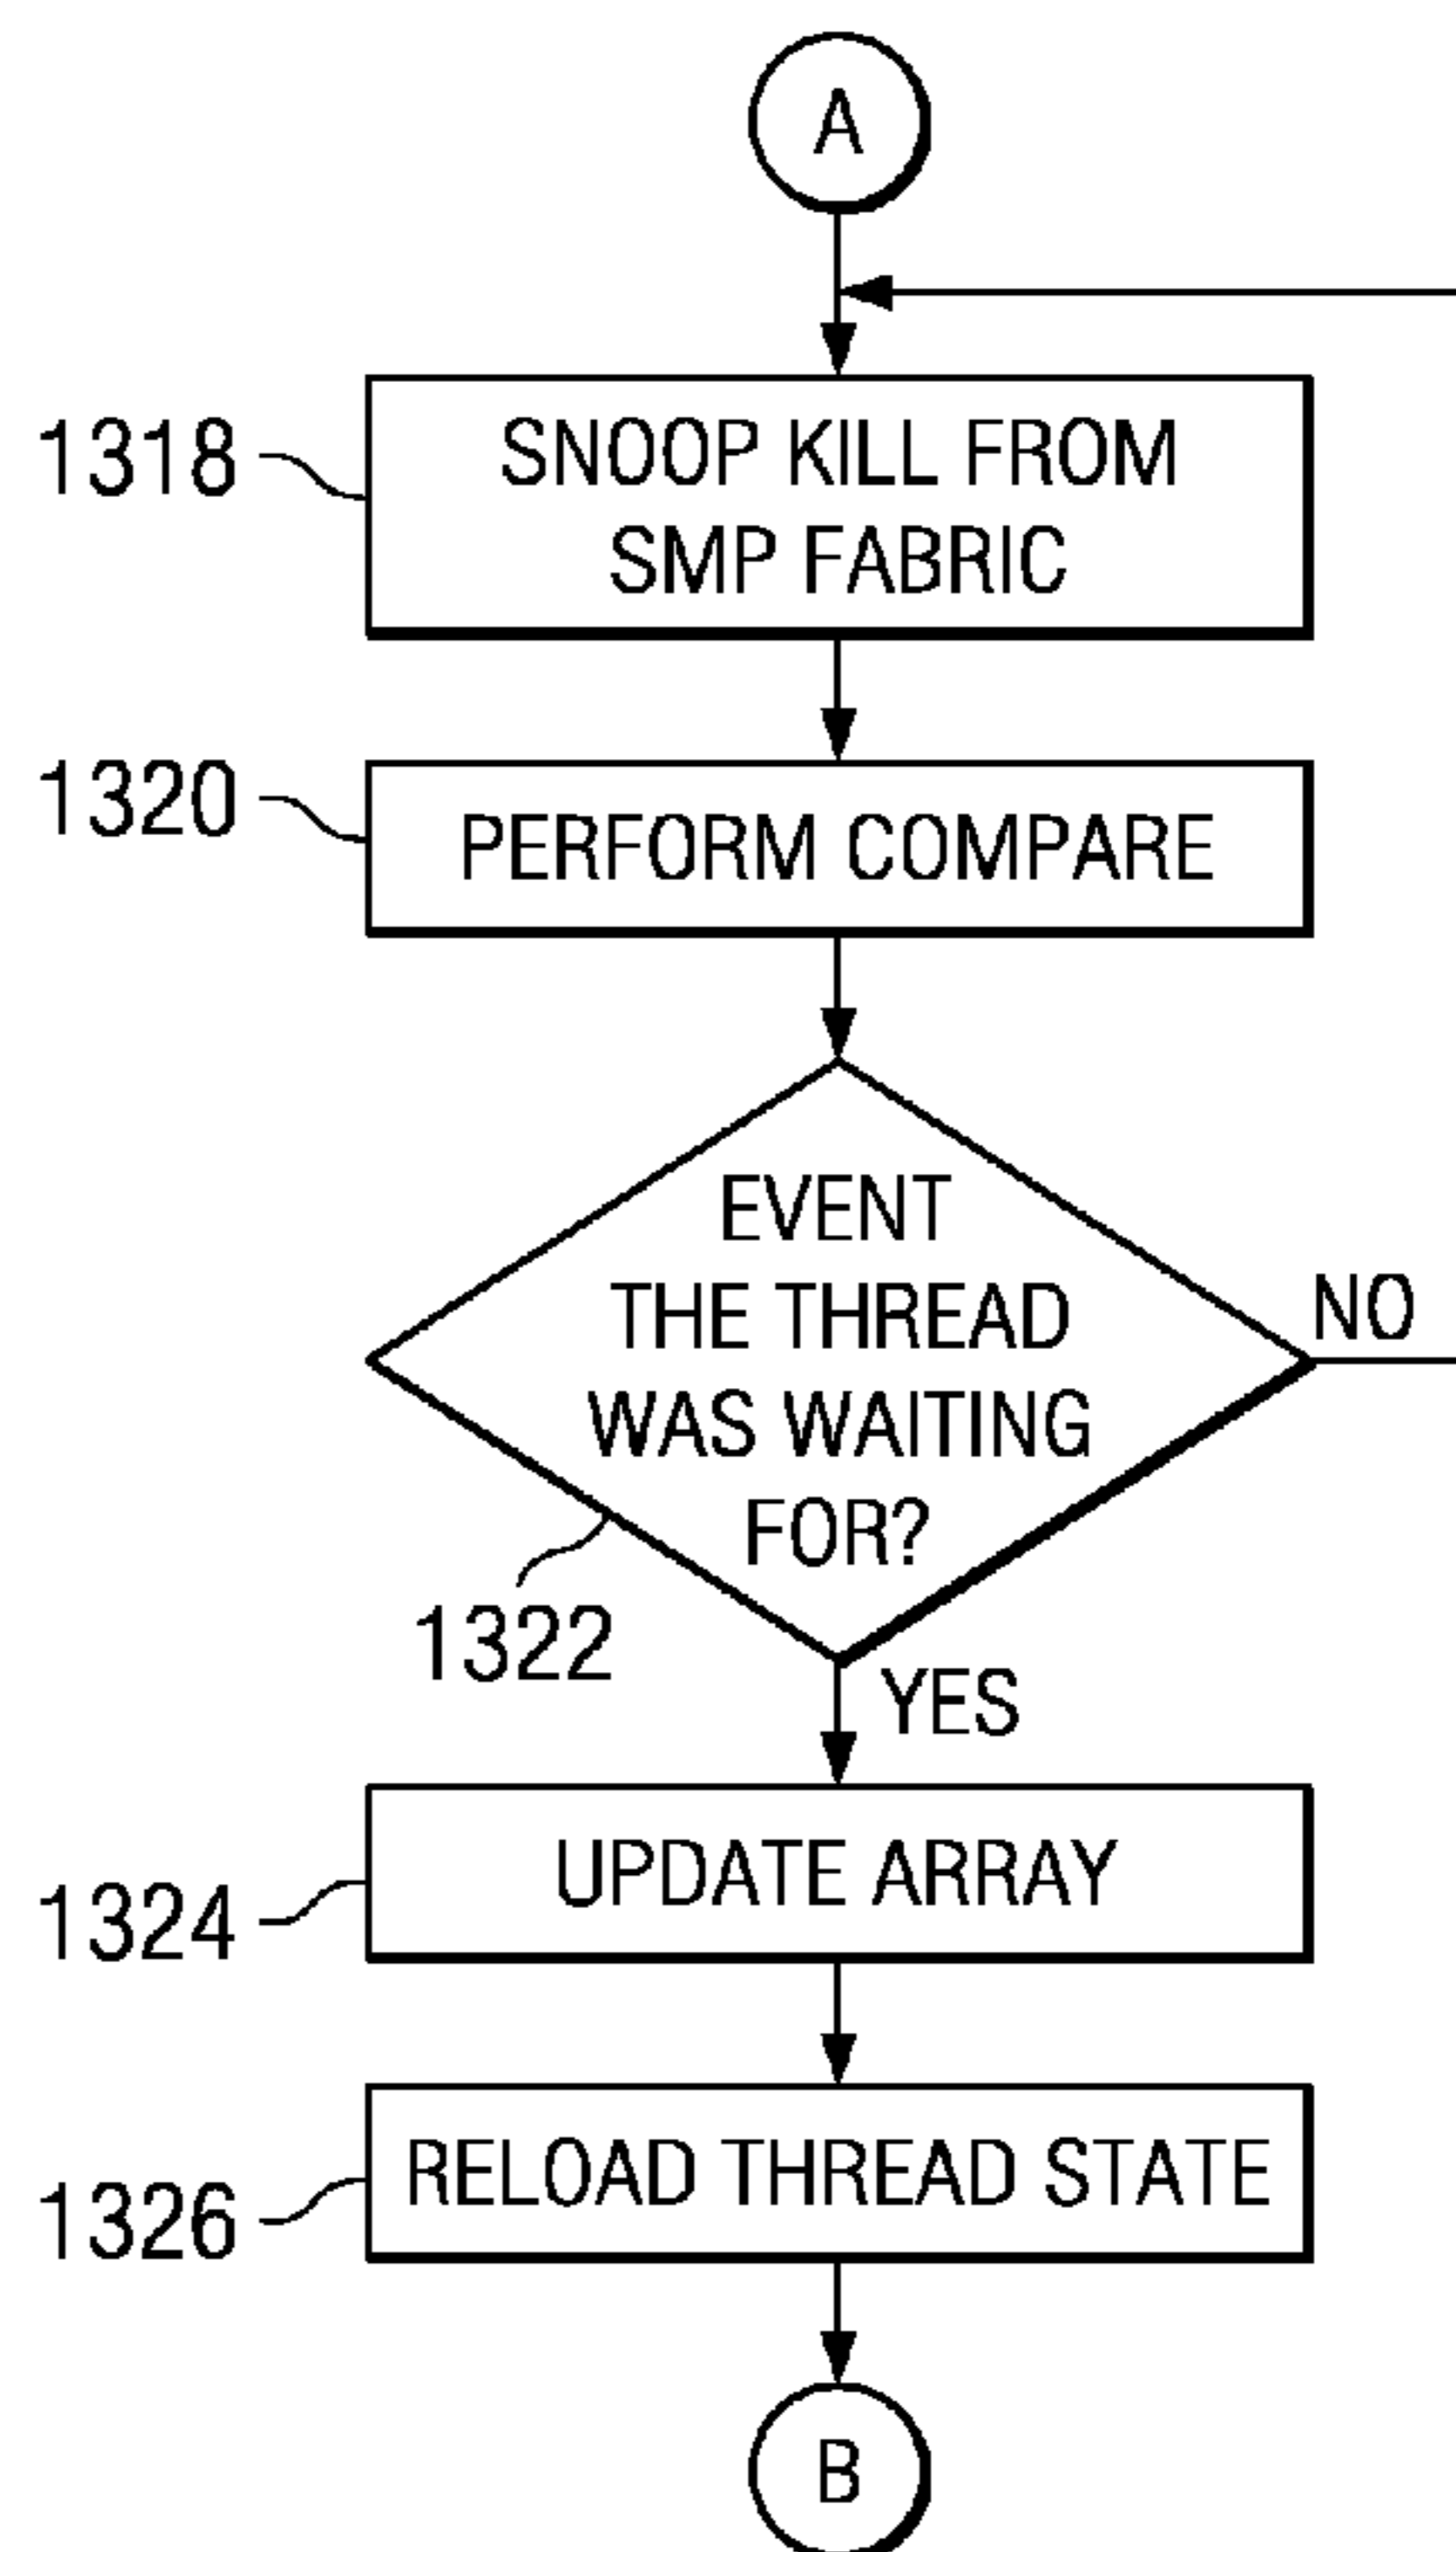 A
1318
SNOOP KILL FROM
SMP FABRIC
1320
PERFORM COMPARE
EVENT
THE THREAD
WAS WAITING
FOR?
NO
1322
YES
1324
UPDATE ARRAY
1326
RELOAD THREAD STATE
B